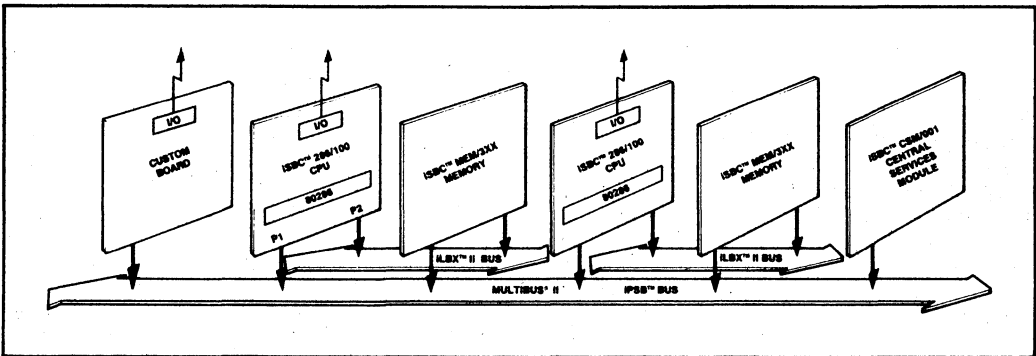 I/O
CUSTOM
BOARD
I/O
iSBC™ 286/100
CPU
80286
P1
P2
iSBC™ MEM/3XX
MEMORY
I/O
iSBC™ 286/100
CPU
80286
iSBC™ MEM/3XX
MEMORY
iSBC™ CSM/001
CENTRAL
SERVICES
MODULE
iLBX™ II BUS
iLBX™ II BUS
MULTIBUS® II iPSB™ BUS